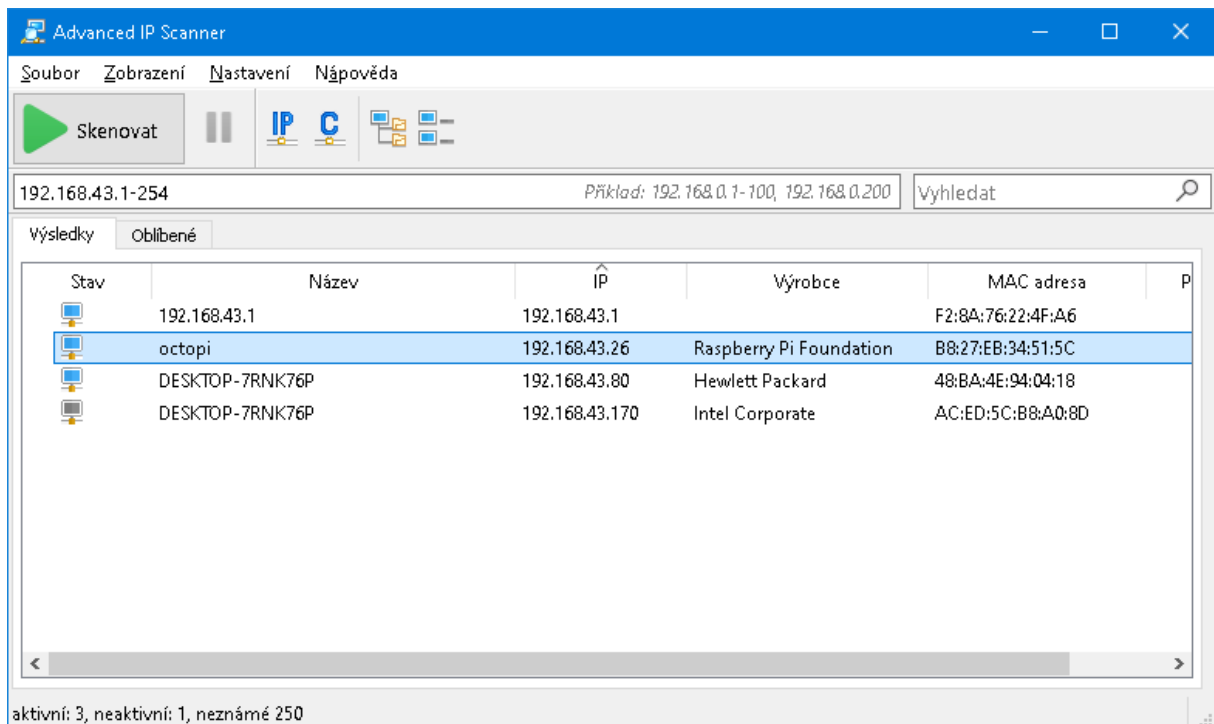 Advanced IP Scanner
Soubor Zobrazení Nastavení Nápověda
Skenovat IP C
192.168.43.1-254 Příklad: 192.168.0.1-100, 192.168.0.200 Vyhledat
Výsledky Oblíbené
Stav Název IP Výrobce MAC adresa P
192.168.43.1 192.168.43.1 F2:8A:76:22:4F:A6
octopi 192.168.43.26 Raspberry Pi Foundation B8:27:EB:34:51:5C
DESKTOP-7RNK76P 192.168.43.80 Hewlett Packard 48:BA:4E:94:04:18
DESKTOP-7RNK76P 192.168.43.170 Intel Corporate AC:ED:5C:B8:A0:8D
aktivní: 3, neaktivní: 1, neznámé 250